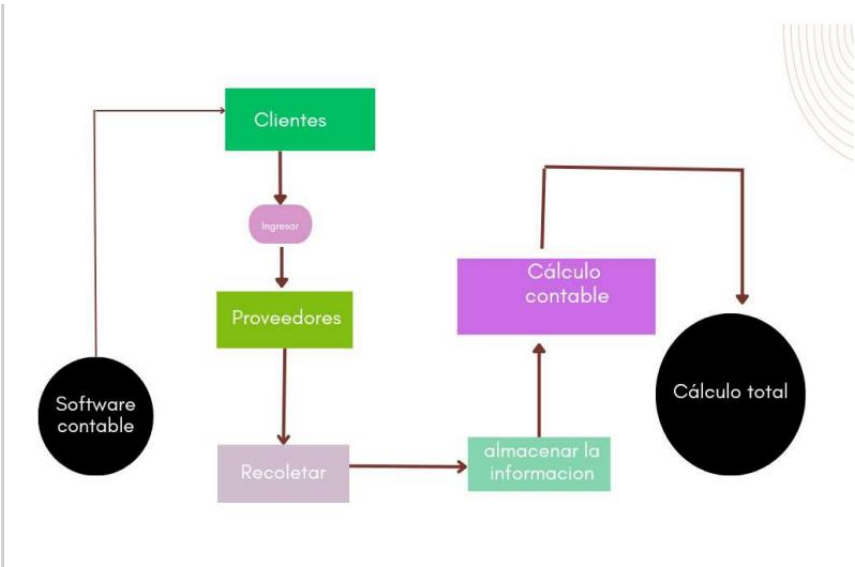 Clientes
Ingresar
Proveedores
Software
contable
Recoletar
almacenar la
informacion
Cálculo
contable
Cálculo total